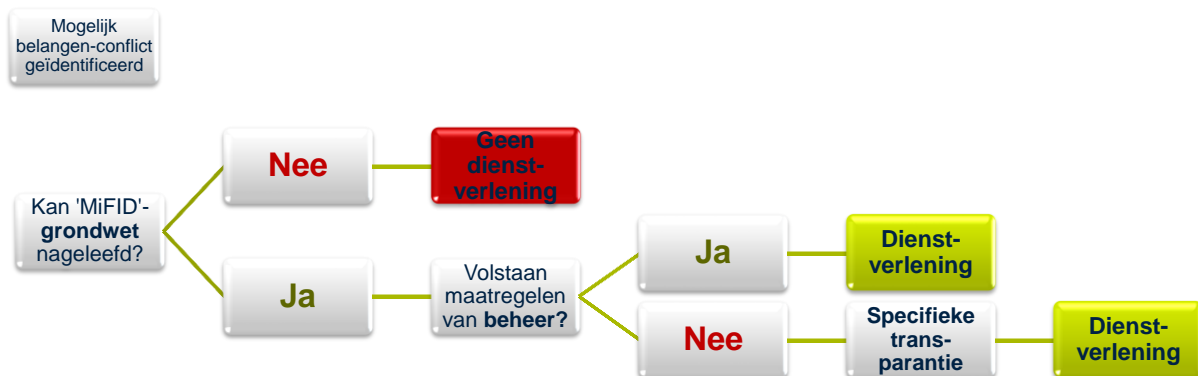 Mogelijk
belangen-conflict
geïdentificeerd
Nee
Geen
dienst-
verlening
Kan 'MiFID'-
grondwet
nageleefd?
Ja
Volstaan
maatregelen
van beheer?
Ja
Dienst-
verlening
Nee
Specifieke
trans-
parantie
Dienst-
verlening